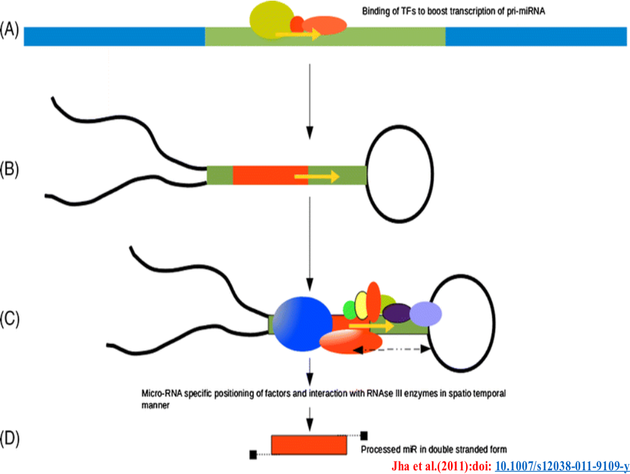 (A)
Binding of TFs to boost transcription of pri-miRNA
(B)
(C)
Micro-RNA specific positioning of factors and interaction with RNAse III enzymes in spatio temporal
manner
(D)
Processed miR in double stranded form
Jha et al.(2011):doi: 10.1007/s12038-011-9109-y